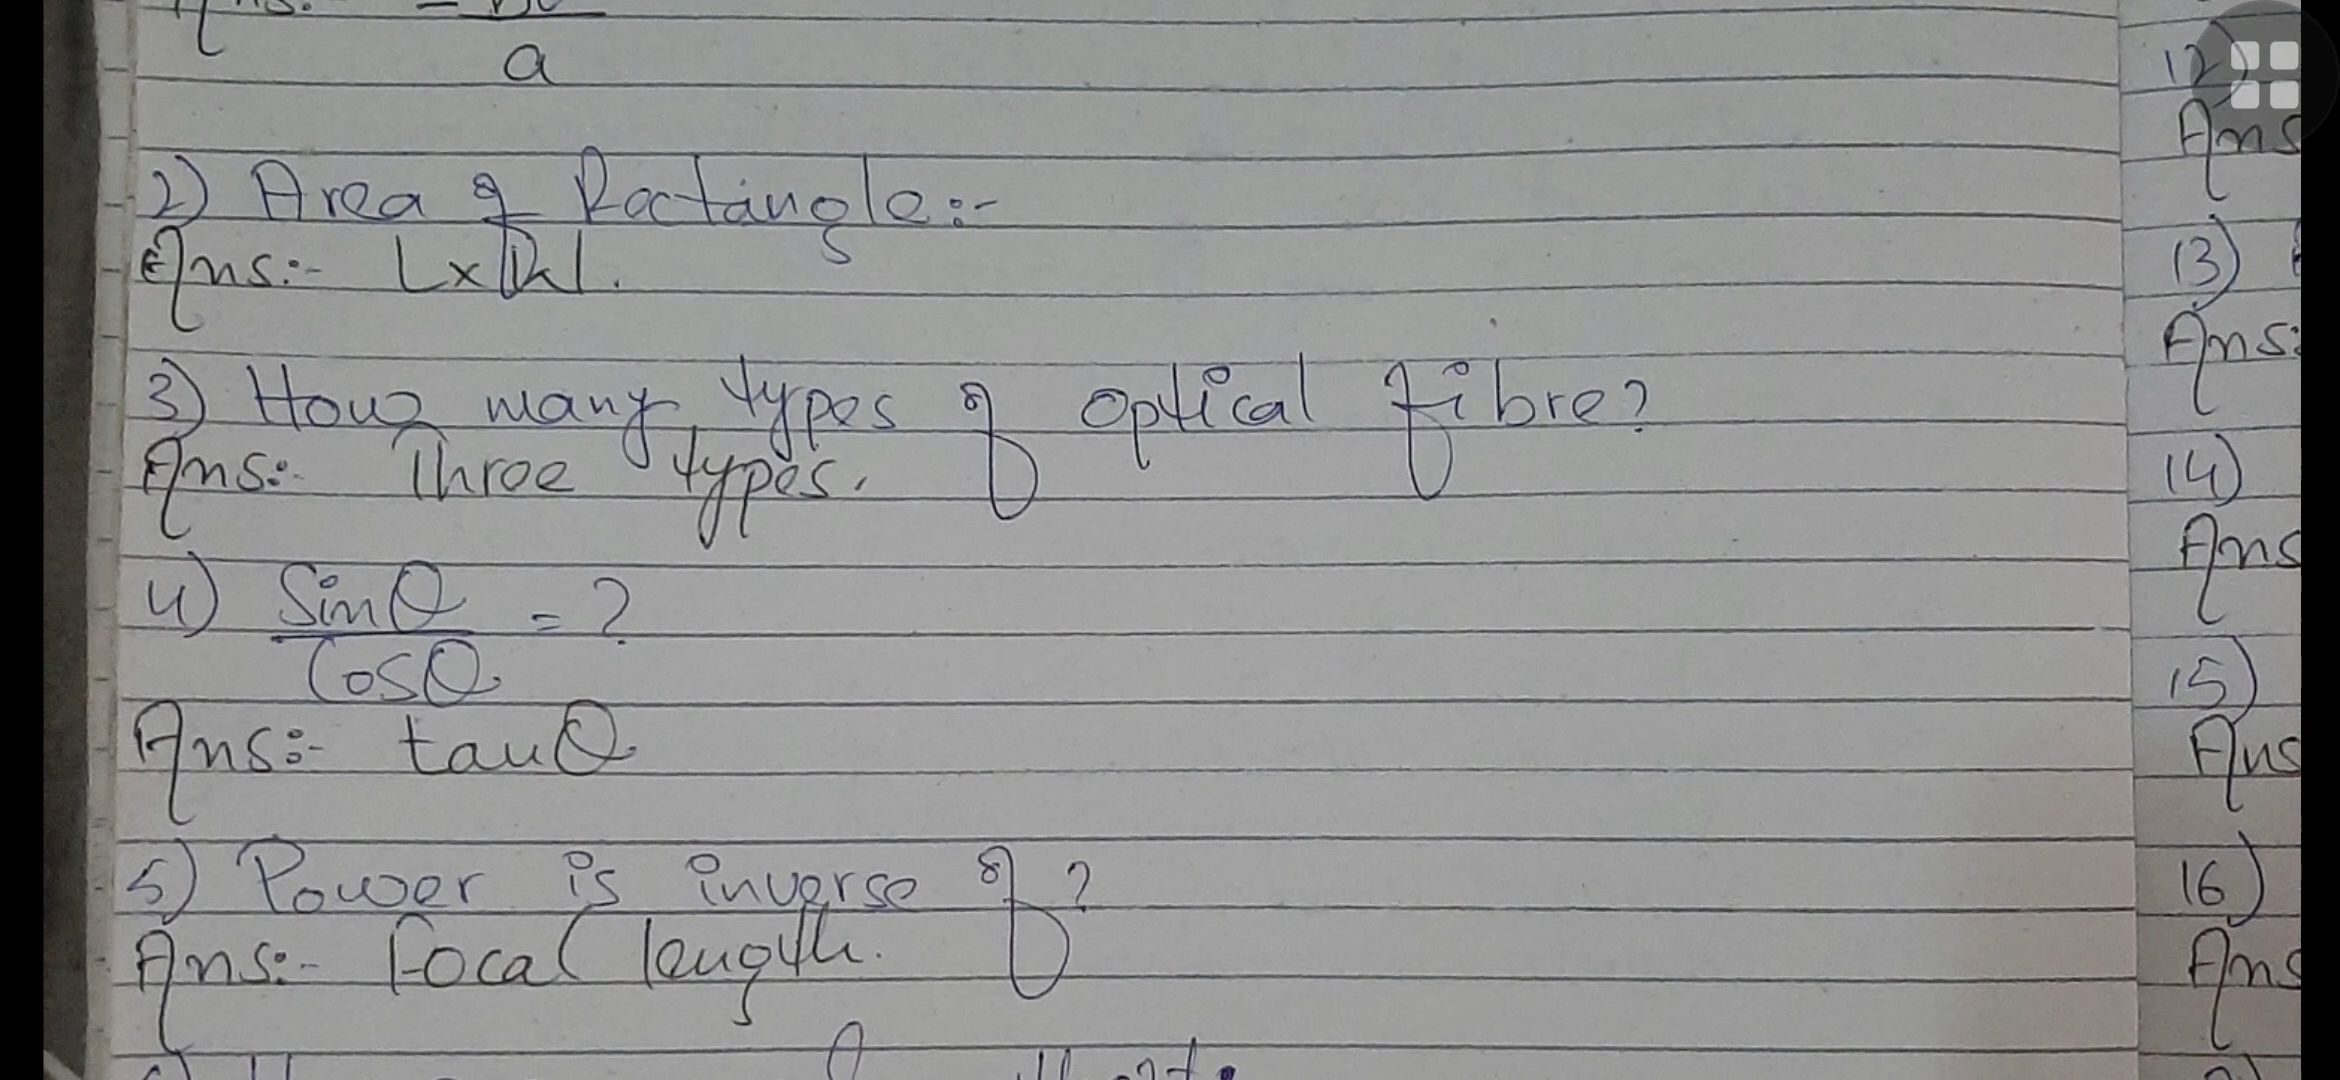 a
2) Area of Rectangle:-
Ans:- L×W.
3) How many types of optical fibre?
Ans:- Three types.
4) Sinθ = ?
Cosθ
Ans:- tanθ
5) Power is inverse of?
Ans:- Focal length.
12)
Ans
13)
Ans:
14)
Ans
15)
Ans
16)
Ans